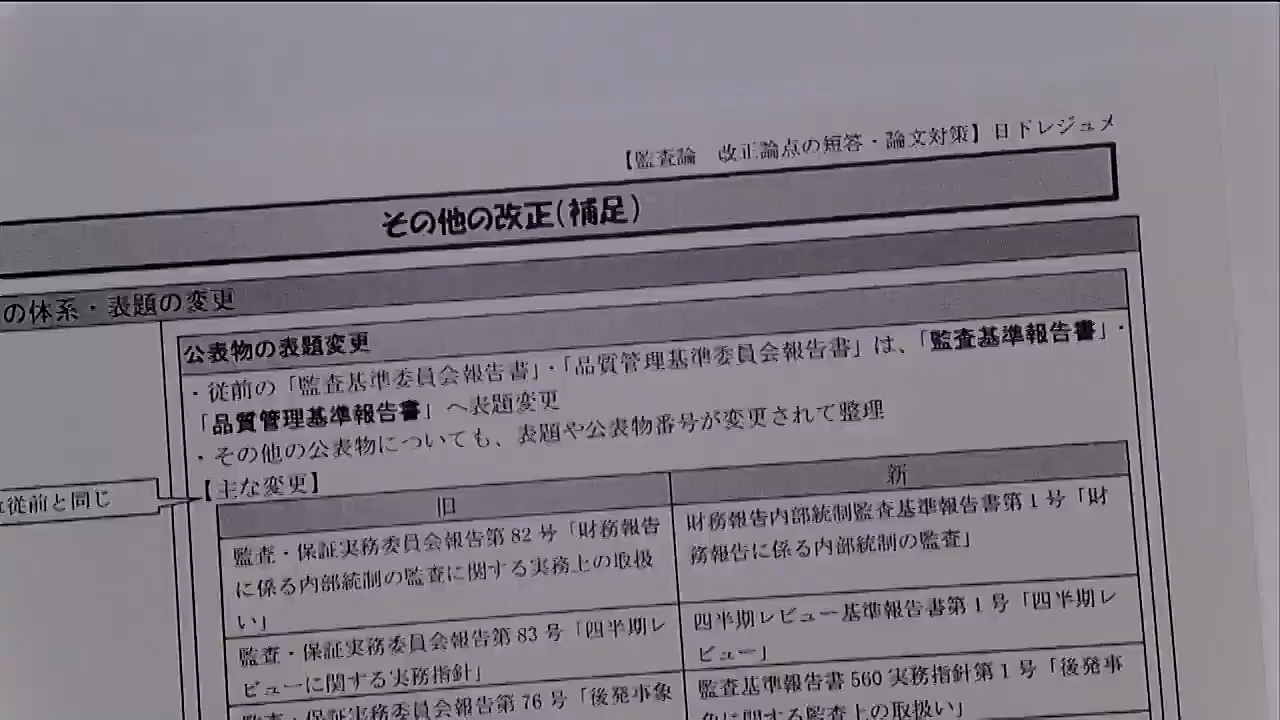 【監査論 改正論点の短答・論文対策】日下レジュメ
その他の改正(補足)
の体系・表題の変更
公表物の表題変更
・従前の「監査基準委員会報告書」・「品質管理基準委員会報告書」は、「監査基準報告書」・
「品質管理基準報告書」へ表題変更
・その他の公表物についても、表題や公表物番号が変更されて整理
従前と同じ
【主な変更】
旧
新
監査・保証実務委員会報告第82号「財務報告
に係る内部統制の監査に関する実務上の取扱
い」
財務報告内部統制監査基準報告書第1号「財
務報告に係る内部統制の監査」
監査・保証実務委員会報告第83号「四半期レ
ビューに関する実務指針」
四半期レビュー基準報告書第1号「四半期レ
ビュー」
監査・保証実務委員会報告第76号「後発事象
監査基準報告書560実務指針第1号「後発事
象に関する監査上の取扱い」